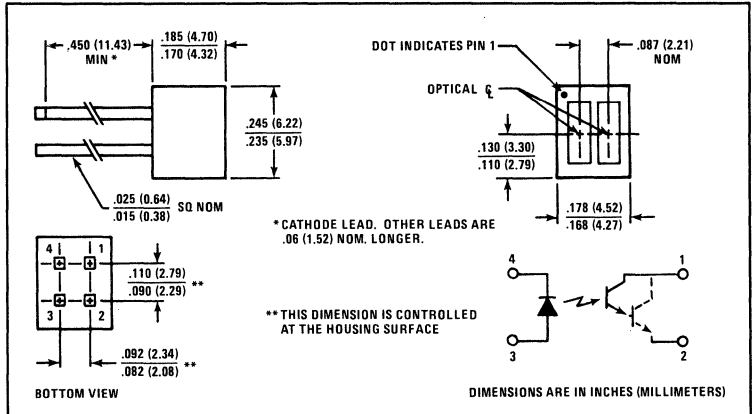 .450 (11.43)
MIN *
.185 (4.70)
.170 (4.32)
DOT INDICATES PIN 1
.087 (2.21)
NOM
OPTICAL ℄
.245 (6.22)
.235 (5.97)
.130 (3.30)
.110 (2.79)
.025 (0.64)
.015 (0.38)
SQ NOM
.178 (4.52)
.168 (4.27)
* CATHODE LEAD. OTHER LEADS ARE
.06 (1.52) NOM. LONGER.
4 1
3 2
.110 (2.79)
.090 (2.29) **
** THIS DIMENSION IS CONTROLLED
AT THE HOUSING SURFACE
4 1
3 2
.092 (2.34)
.082 (2.08) **
BOTTOM VIEW
DIMENSIONS ARE IN INCHES (MILLIMETERS)